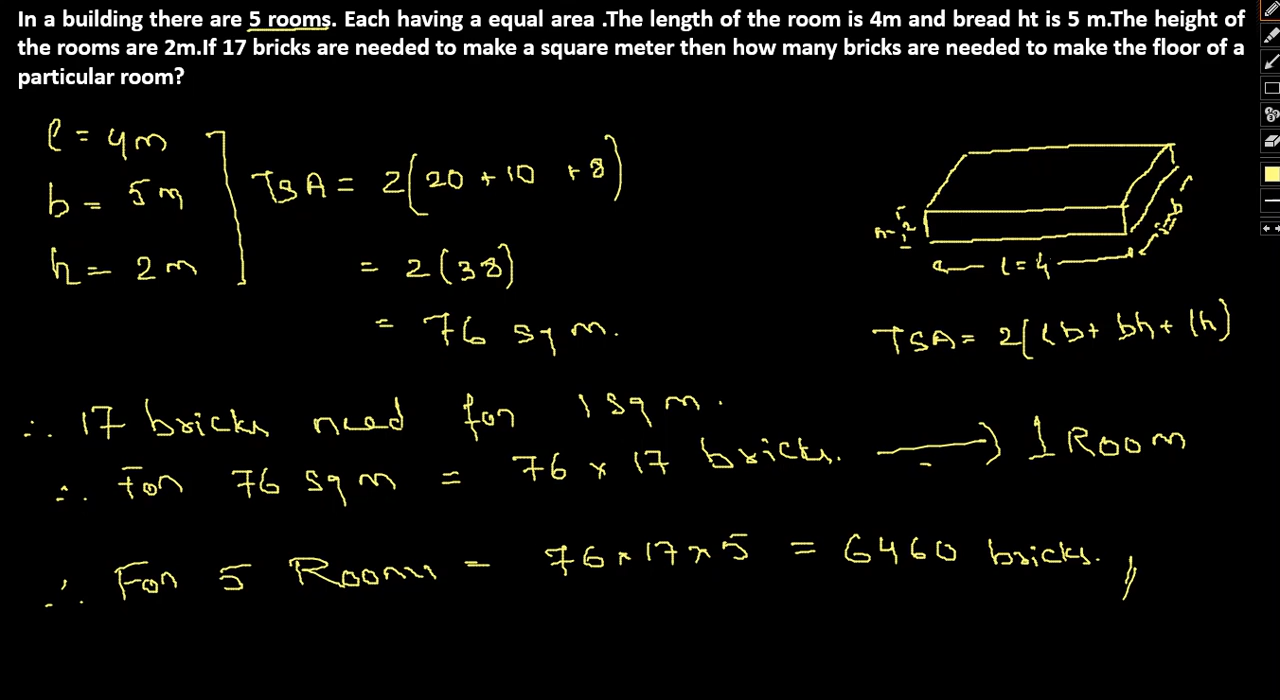 In a building there are 5 rooms. Each having a equal area .The length of the room is 4m and bread ht is 5 m.The height of
the rooms are 2m.If 17 bricks are needed to make a square meter then how many bricks are needed to make the floor of a
particular room?
l = 4m
b = 5m
h = 2m
TSA = 2(20 + 10 + 8)
= 2(38)
= 76 sqm.
l = 4
TSA = 2(lb + bh + lh)
∴ 17 bricks need for 1 sqm.
∴ For 76 sqm = 76 x 17 bricks. → 1 Room
∴ For 5 Rooms = 76 x 17 x 5 = 6460 bricks.